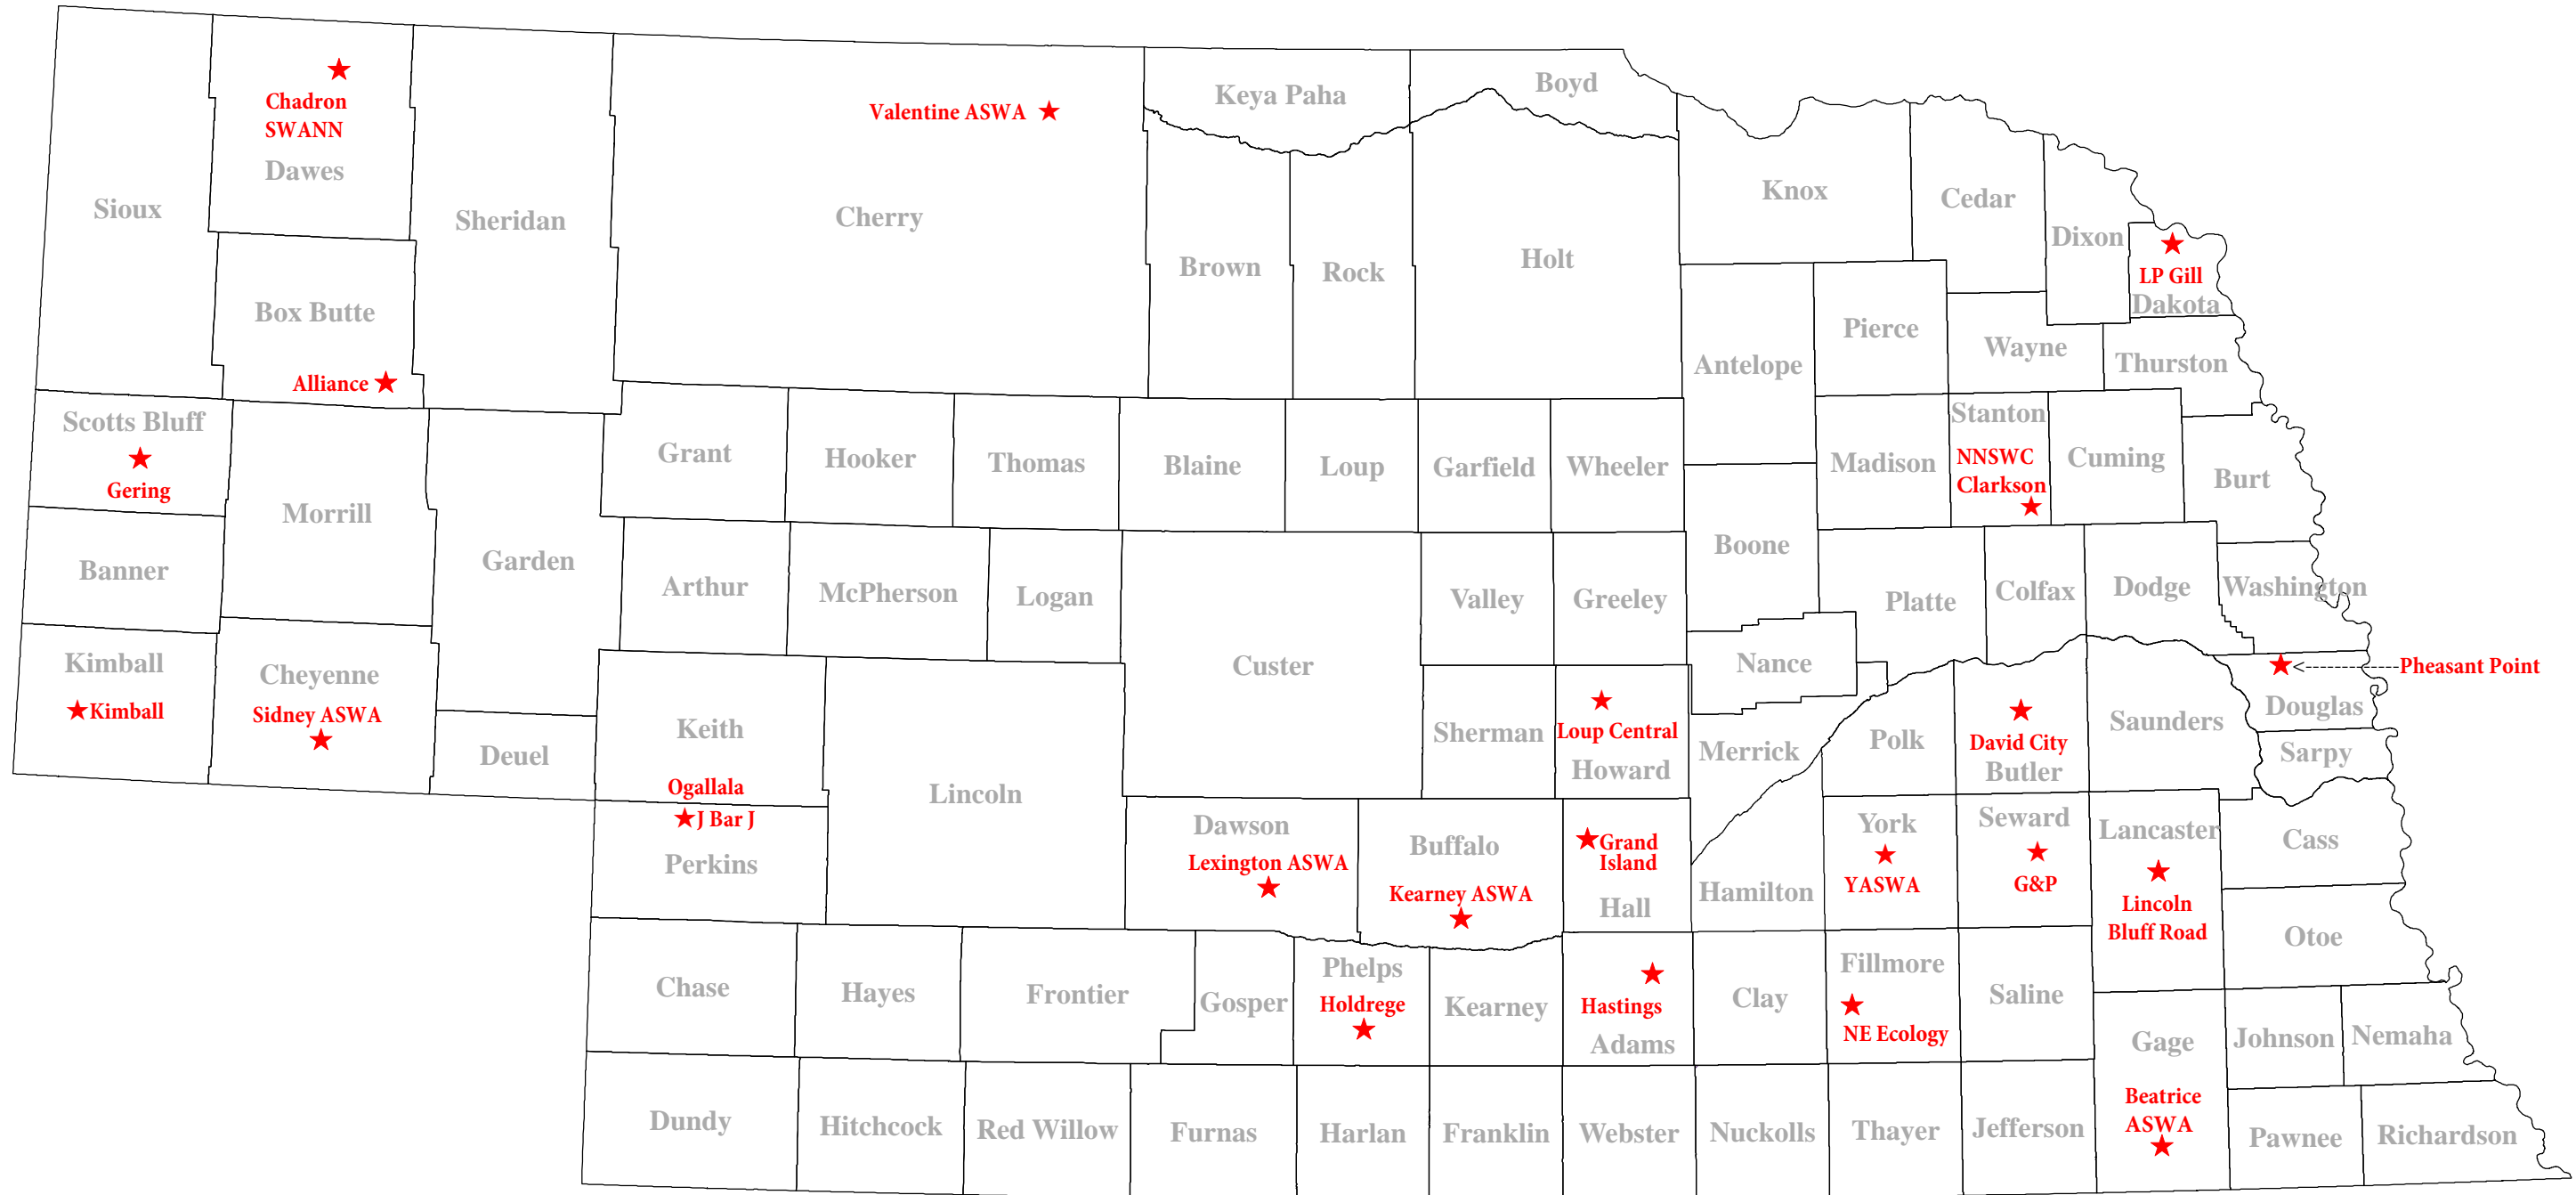 Boyd
Keya Paha
Chadron
SWANN
Valentine ASWA
Dawes
Knox
Cedar
Sioux
Sheridan
Cherry
Dixon
Holt
Brown
Rock
LP Gill
Dakota
Box Butte
Pierce
Wayne
Antelope
Thurston
Alliance
Scotts Bluff
Stanton
Grant
Hooker
Thomas
Blaine
Loup
Garfield
Wheeler
Madison
NNSWC
Clarkson
Cuming
Burt
Gering
Morrill
Boone
Banner
Garden
Arthur
McPherson
Logan
Valley
Greeley
Platte
Colfax
Dodge
Washington
Kimball
Kimball
Cheyenne
Sidney ASWA
Custer
Nance
Pheasant Point
Douglas
Keith
Deuel
Sherman
Loup Central
Howard
Merrick
Polk
David City
Butler
Saunders
Sarpy
Ogallala
J Bar J
Perkins
Lincoln
Dawson
Lexington ASWA
Buffalo
Kearney ASWA
Grand
Island
Hall
Hamilton
York
YASWA
Seward
G&P
Lancaster
Lincoln
Bluff Road
Cass
Otoe
Chase
Hayes
Frontier
Gosper
Phelps
Holdrege
Kearney
Hastings
Adams
Clay
Fillmore
NE Ecology
Saline
Gage
Johnson
Nemaha
Dundy
Hitchcock
Red Willow
Furnas
Harlan
Franklin
Webster
Nuckolls
Thayer
Jefferson
Beatrice
ASWA
Pawnee
Richardson